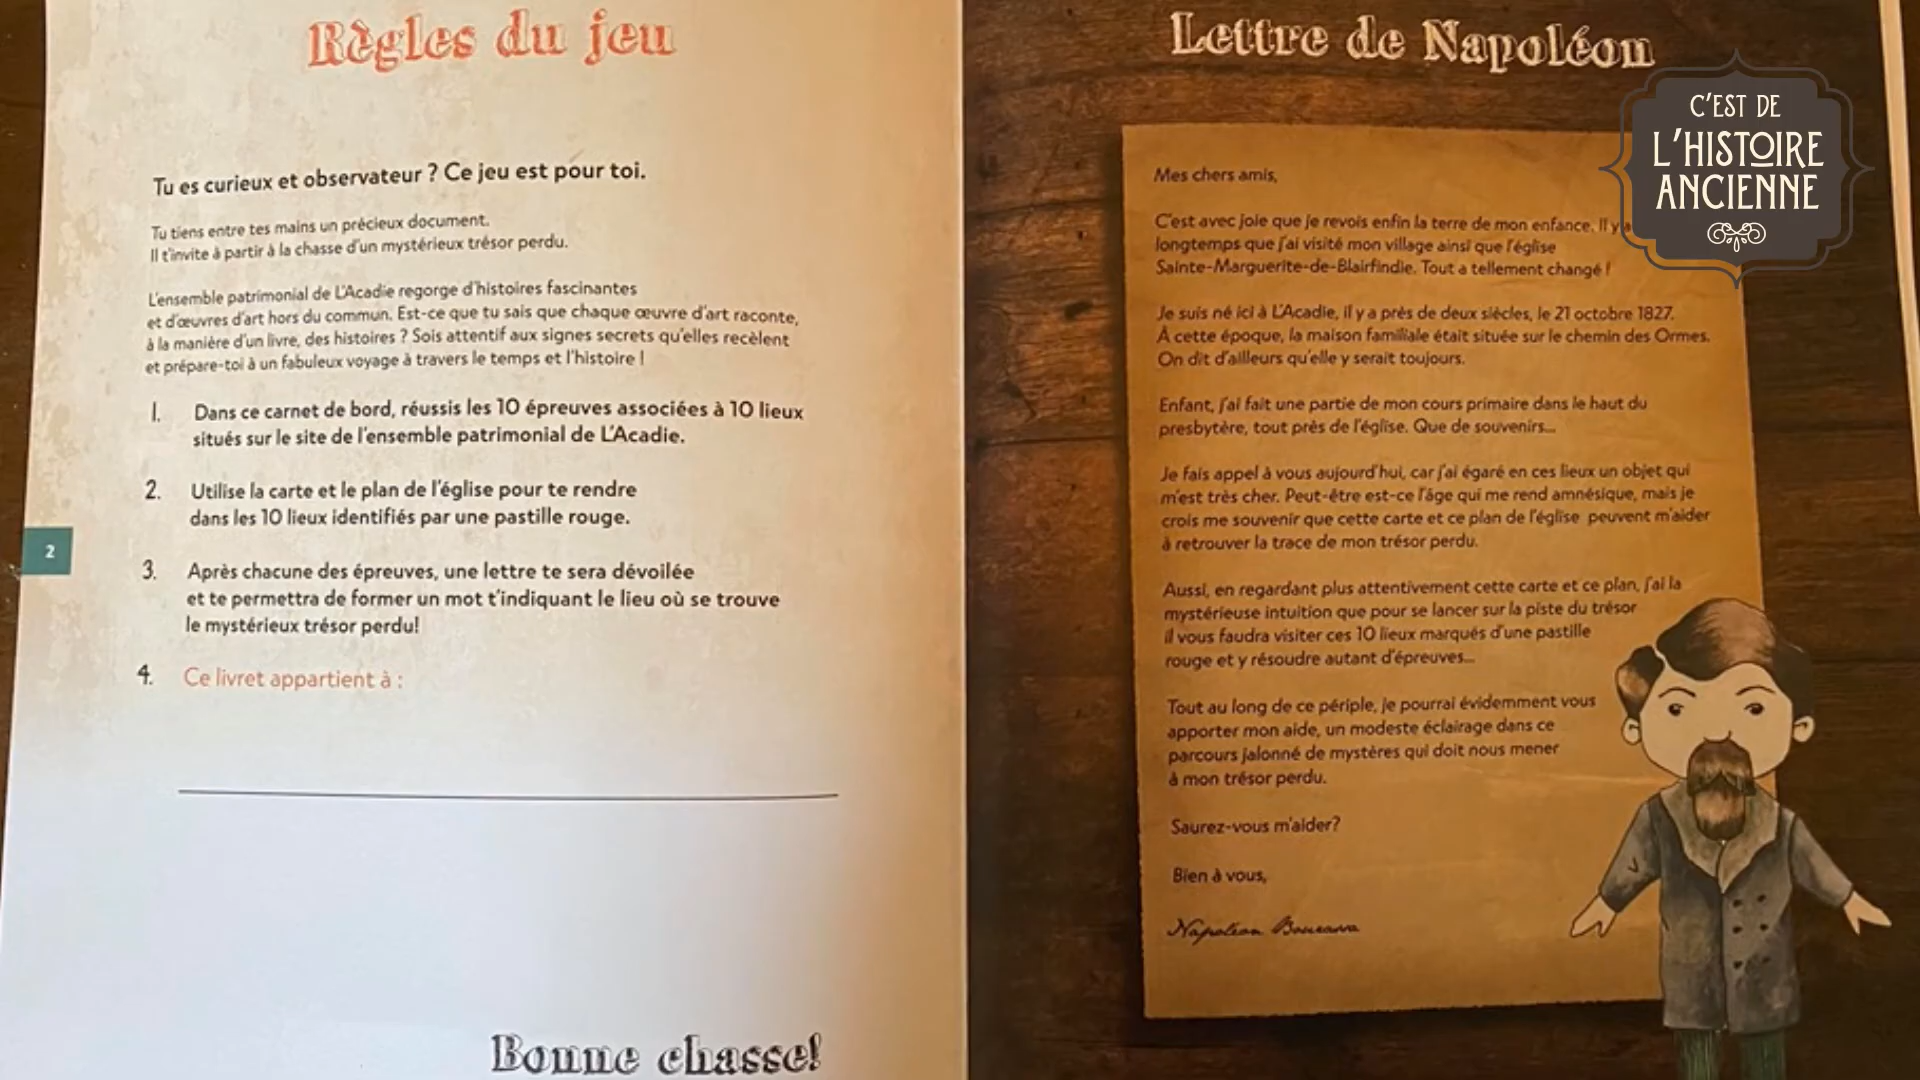 Règles du jeu
Tu es curieux et observateur ? Ce jeu est pour toi.
Tu tiens entre tes mains un précieux document.
Il t'invite à partir à la chasse d'un mystérieux trésor perdu.
L'ensemble patrimonial de L'Acadie regorge d'histoires fascinantes
et d'œuvres d'art hors du commun. Est-ce que tu sais que chaque œuvre d'art raconte,
à la manière d'un livre, des histoires ? Sois attentif aux signes secrets qu'elles recèlent
et prépare-toi à un fabuleux voyage à travers le temps et l'histoire !
1. Dans ce carnet de bord, réussis les 10 épreuves associées à 10 lieux
situés sur le site de l'ensemble patrimonial de L'Acadie.
2. Utilise la carte et le plan de l'église pour te rendre
dans les 10 lieux identifiés par une pastille rouge.
2
3. Après chacune des épreuves, une lettre te sera dévoilée
et te permettra de former un mot t'indiquant le lieu où se trouve
le mystérieux trésor perdu!
4. Ce livret appartient à :
Bonne chasse!
Lettre de Napoléon
C'EST DE
L'HISTOIRE
ANCIENNE
Mes chers amis,
C'est avec joie que je revois enfin la terre de mon enfance. Il y a
longtemps que j'ai visité mon village ainsi que l'église
Sainte-Marguerite-de-Blairfindie. Tout a tellement changé !
Je suis né ici à L'Acadie, il y a près de deux siècles, le 21 octobre 1827.
À cette époque, la maison familiale était située sur le chemin des Ormes.
On dit d'ailleurs qu'elle y serait toujours.
Enfant, j'ai fait une partie de mon cours primaire dans le haut du
presbytère, tout près de l'église. Que de souvenirs...
Je fais appel à vous aujourd'hui, car j'ai égaré en ces lieux un objet qui
m'est très cher. Peut-être est-ce l'âge qui me rend amnésique, mais je
crois me souvenir que cette carte et ce plan de l'église peuvent m'aider
à retrouver la trace de mon trésor perdu.
Aussi, en regardant plus attentivement cette carte et ce plan, j'ai la
mystérieuse intuition que pour se lancer sur la piste du trésor
il vous faudra visiter ces 10 lieux marqués d'une pastille
rouge et y résoudre autant d'épreuves...
Tout au long de ce périple, je pourrai évidemment vous
apporter mon aide, un modeste éclairage dans ce
parcours jalonné de mystères qui doit nous mener
à mon trésor perdu.
Saurez-vous m'aider?
Bien à vous,
Napoléon Bourassa